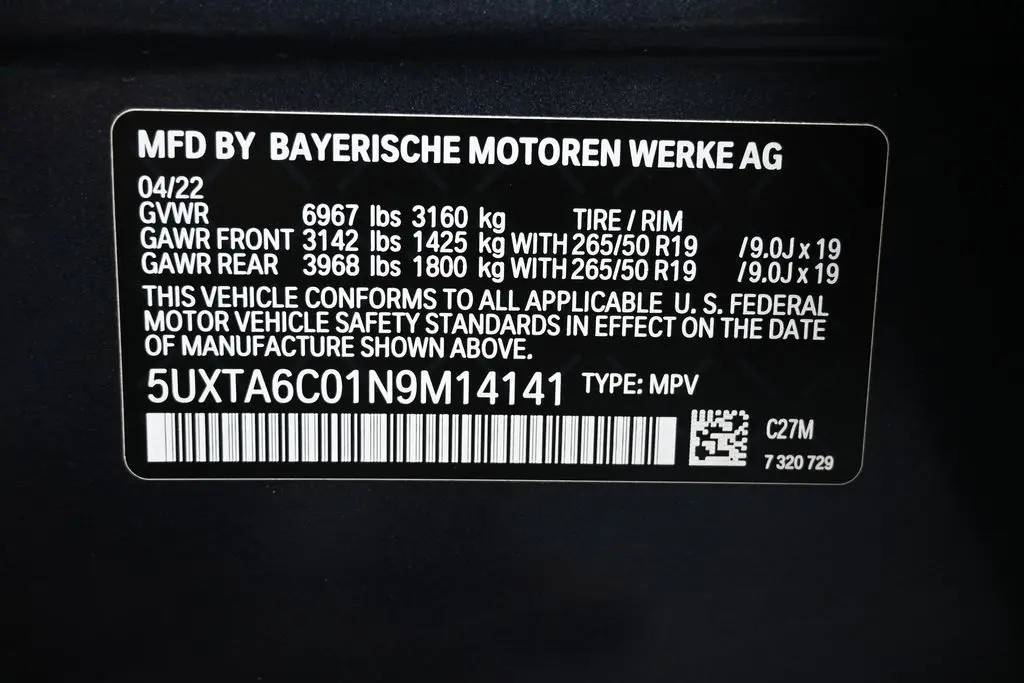 MFD BY BAYERISCHE MOTOREN WERKE AG
04/22
GVWR 6967 lbs 3160 kg TIRE / RIM
GAWR FRONT 3142 lbs 1425 kg WITH 265/50 R19 /9.0J x 19
GAWR REAR 3968 lbs 1800 kg WITH 265/50 R19 /9.0J x 19
THIS VEHICLE CONFORMS TO ALL APPLICABLE U. S. FEDERAL
MOTOR VEHICLE SAFETY STANDARDS IN EFFECT ON THE DATE
OF MANUFACTURE SHOWN ABOVE.
5UXTA6C01N9M14141 TYPE: MPV
C27M
7 320 729